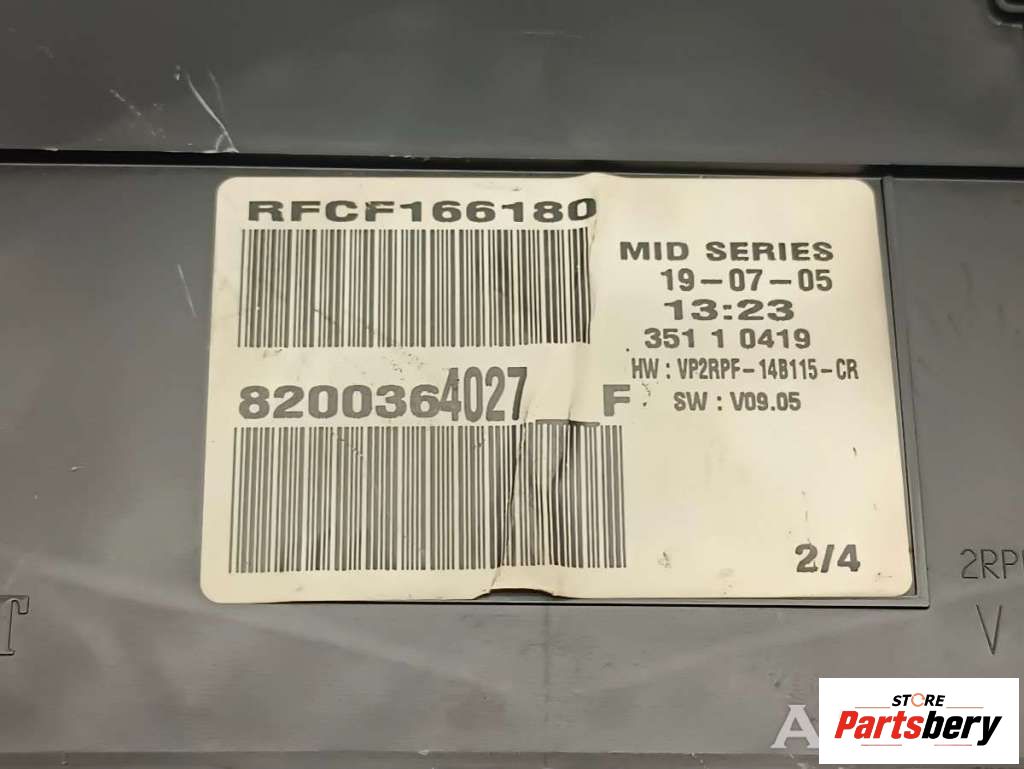 RFCF166180
MID SERIES
19-07-05
13:23
351 1 0419
HW : VP2RPF-14B115-CR
8200364027 F
SW : V09.05
2/4
V
STORE
Partsbery